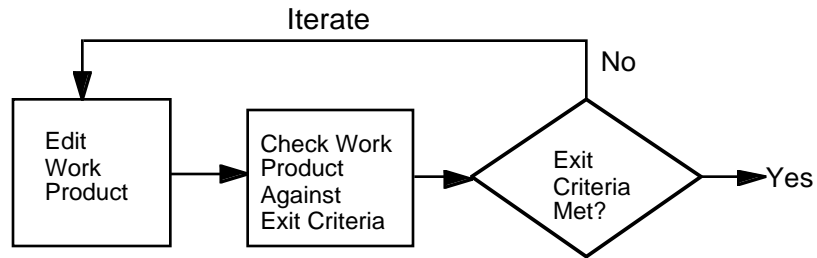 Iterate
No
Edit
Work
Product
Check Work
Product
Against
Exit Criteria
Exit
Criteria
Met?
Yes